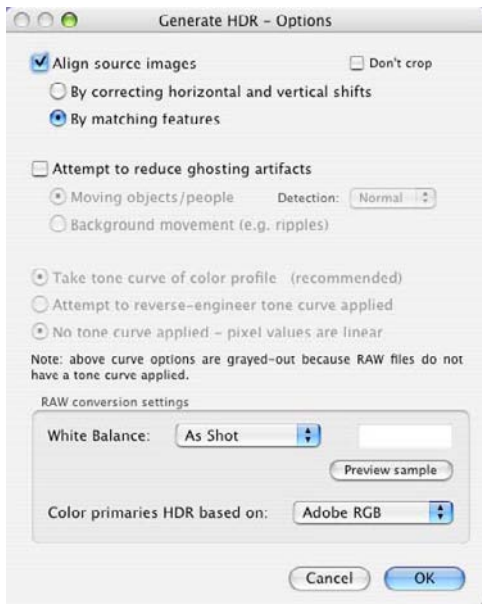 Generate HDR – Options
Align source images Don't crop
By correcting horizontal and vertical shifts
By matching features
Attempt to reduce ghosting artifacts
Moving objects/people Detection: Normal
Background movement (e.g. ripples)
Take tone curve of color profile (recommended)
Attempt to reverse-engineer tone curve applied
No tone curve applied – pixel values are linear
Note: above curve options are grayed-out because RAW files do not
have a tone curve applied.
RAW conversion settings
White Balance: As Shot
Preview sample
Color primaries HDR based on: Adobe RGB
Cancel OK